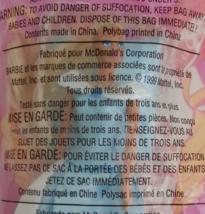 WARNING: TO AVOID DANGER OF SUFFOCATION, KEEP BAG AWAY
BABIES AND CHILDREN, DISPOSE OF THIS BAG IMMEDIATELY
Contents made in China. Polybag printed in China
Fabriqué pour McDonald's Corporation
BARBIE et les marques de commerce associées sont la propriété de
Mattel, Inc. et sont utilisées sous licence. © 1998 Mattel, Inc.
Tous droits réservés.
Testé sans danger pour les enfants de trois ans et plus.
MISE EN GARDE: Peut contenir de petites pièces. Non conçu
les enfants de moins de trois ans. RENSEIGNEZ-VOUS AU
SUJET DES JOUETS POUR LES MOINS DE TROIS ANS.
MISE EN GARDE: POUR ÉVITER LE DANGER DE SUFFOCATION
NE LAISSEZ PAS CE SAC À LA PORTÉE DES BÉBÉS ET DES ENFANTS
JETEZ CE SAC IMMÉDIATEMENT.
Contenu fabriqué en Chine. Polysac imprimé en Chine